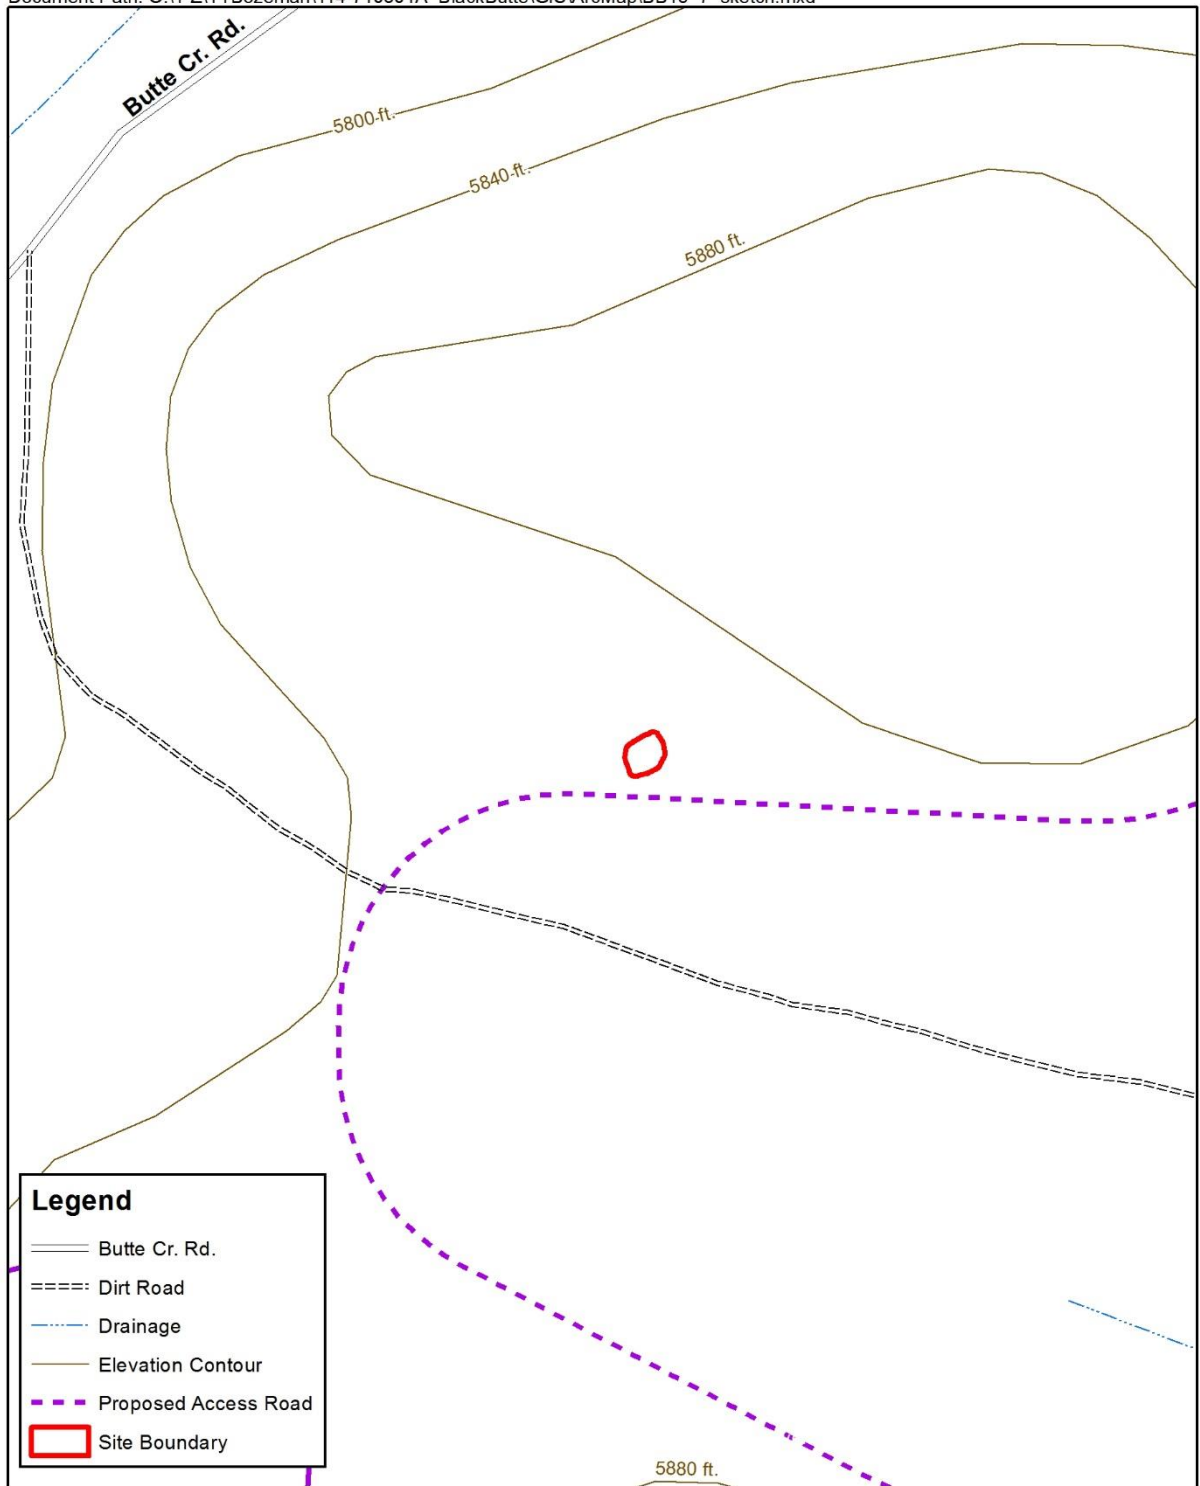 Butte Cr. Rd.
5800 ft.
5840 ft.
5880 ft.
Legend
Butte Cr. Rd.
Dirt Road
Drainage
Elevation Contour
Proposed Access Road
Site Boundary
5880 ft.